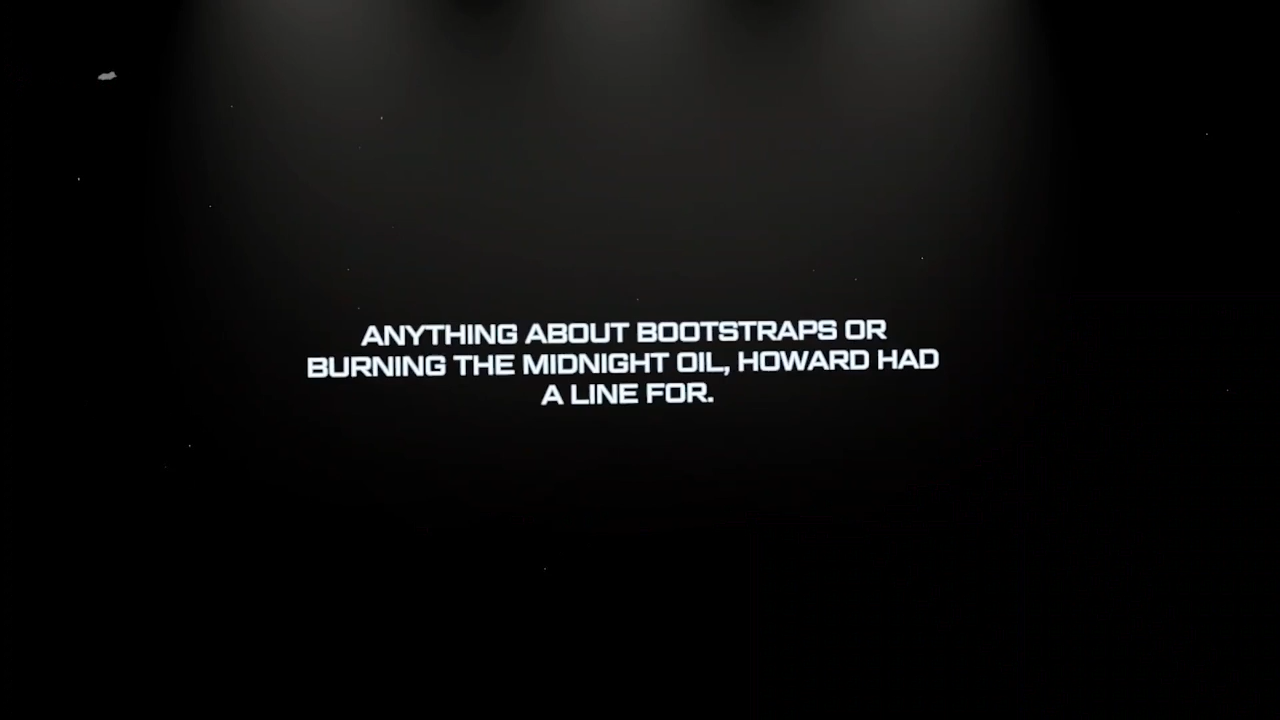 ANYTHING ABOUT BOOTSTRAPS OR
BURNING THE MIDNIGHT OIL, HOWARD HAD
A LINE FOR.